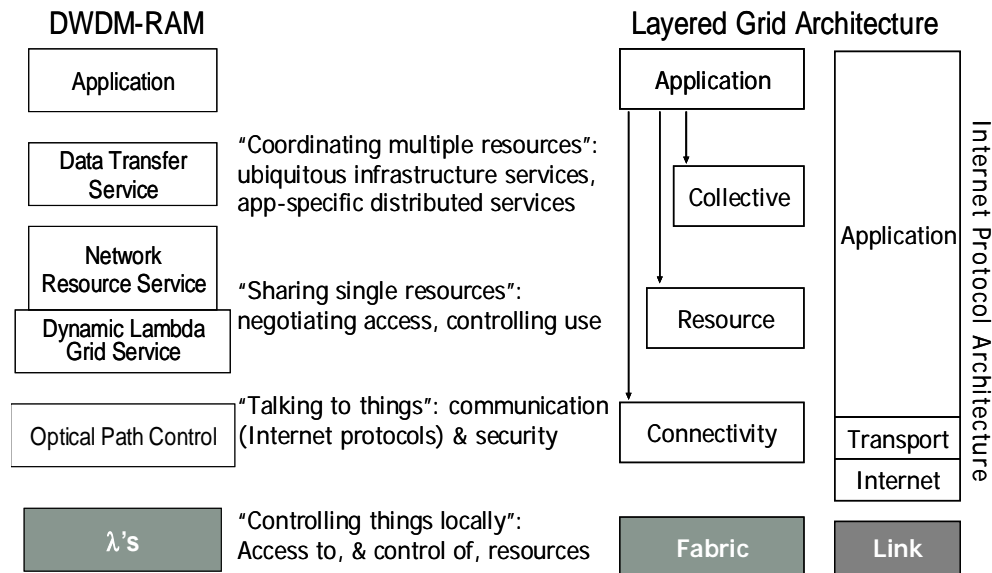 DWDM-RAM
Application
Data Transfer
Service
Network
Resource Service
Dynamic Lambda
Grid Service
Optical Path Control
λ's
"Coordinating multiple resources":
ubiquitous infrastructure services,
app-specific distributed services
"Sharing single resources":
negotiating access, controlling use
"Talking to things": communication
(Internet protocols) & security
"Controlling things locally":
Access to, & control of, resources
Layered Grid Architecture
Application
Collective
Resource
Connectivity
Fabric
Application
Transport
Internet
Link
Internet Protocol Architecture